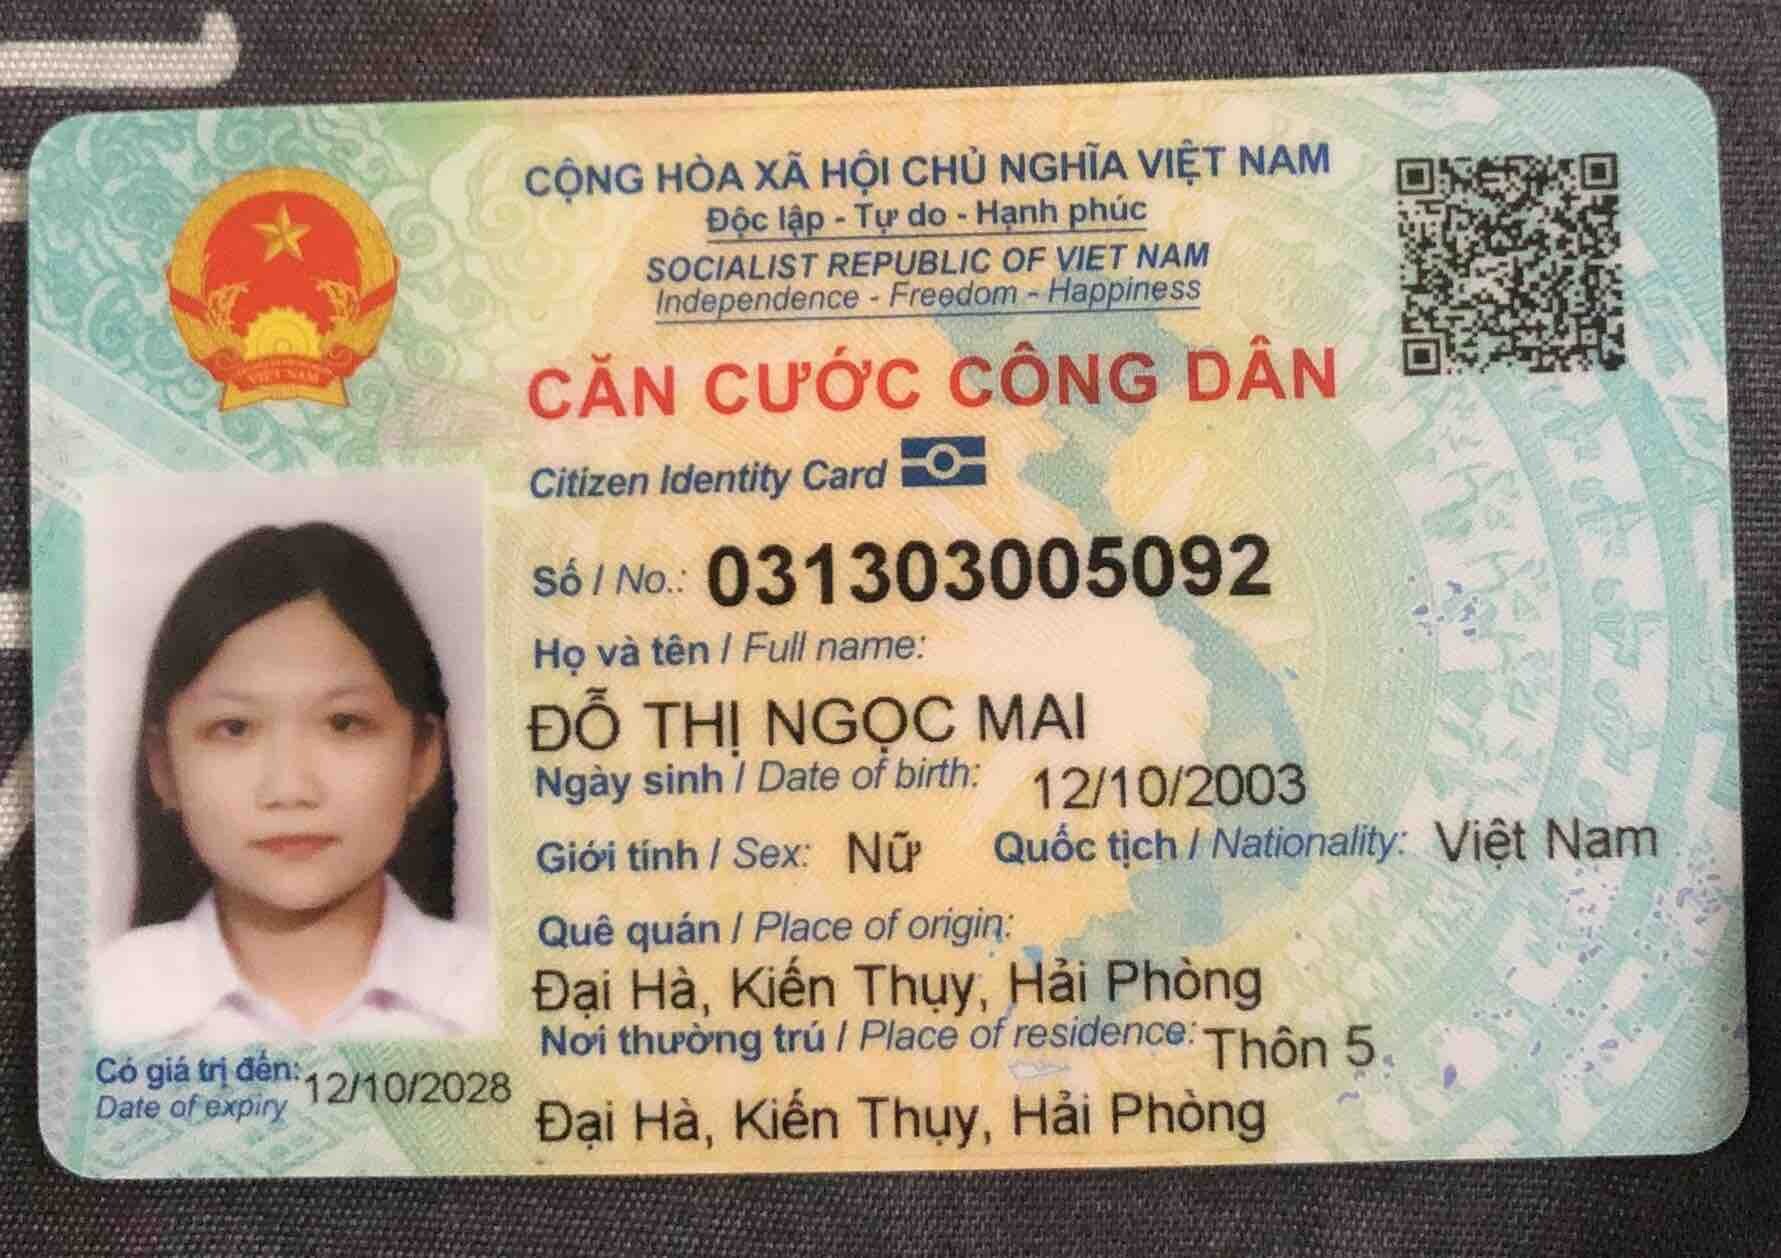 CỘNG HÒA XÃ HỘI CHỦ NGHĨA VIỆT NAM
Độc lập - Tự do - Hạnh phúc
SOCIALIST REPUBLIC OF VIET NAM
Independence - Freedom - Happiness
CĂN CƯỚC CÔNG DÂN
Citizen Identity Card
Số / No.: 031303005092
Họ và tên / Full name:
ĐỖ THỊ NGỌC MAI
Ngày sinh / Date of birth: 12/10/2003
Giới tính / Sex: Nữ Quốc tịch / Nationality: Việt Nam
Quê quán / Place of origin:
Đại Hà, Kiến Thụy, Hải Phòng
Nơi thường trú / Place of residence: Thôn 5
Đại Hà, Kiến Thụy, Hải Phòng
Có giá trị đến: 12/10/2028
Date of expiry